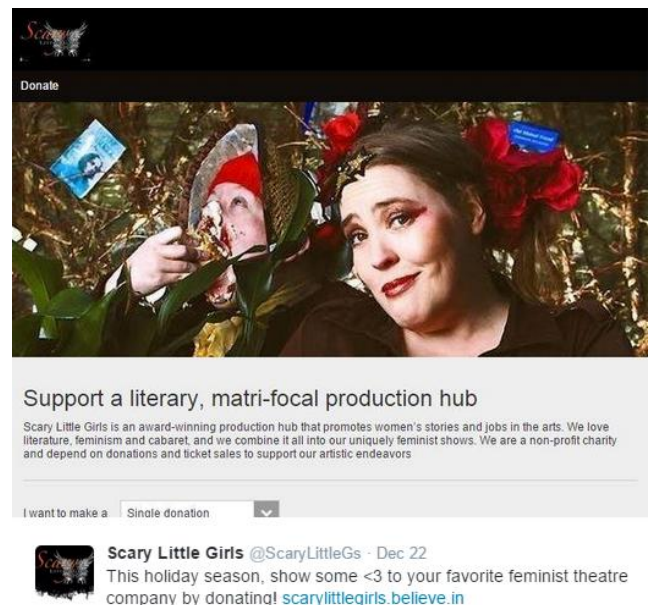 Scary
Donate
Support a literary, matri-focal production hub
Scary Little Girls is an award-winning production hub that promotes women's stories and jobs in the arts. We love
literature, feminism and cabaret, and we combine it all into our uniquely feminist shows. We are a non-profit charity
and depend on donations and ticket sales to support our artistic endeavors
I want to make a Single donation
Scary Little Girls @ScaryLittleGs · Dec 22
This holiday season, show some <3 to your favorite feminist theatre
company by donating! scarylittlegirls.believe.in